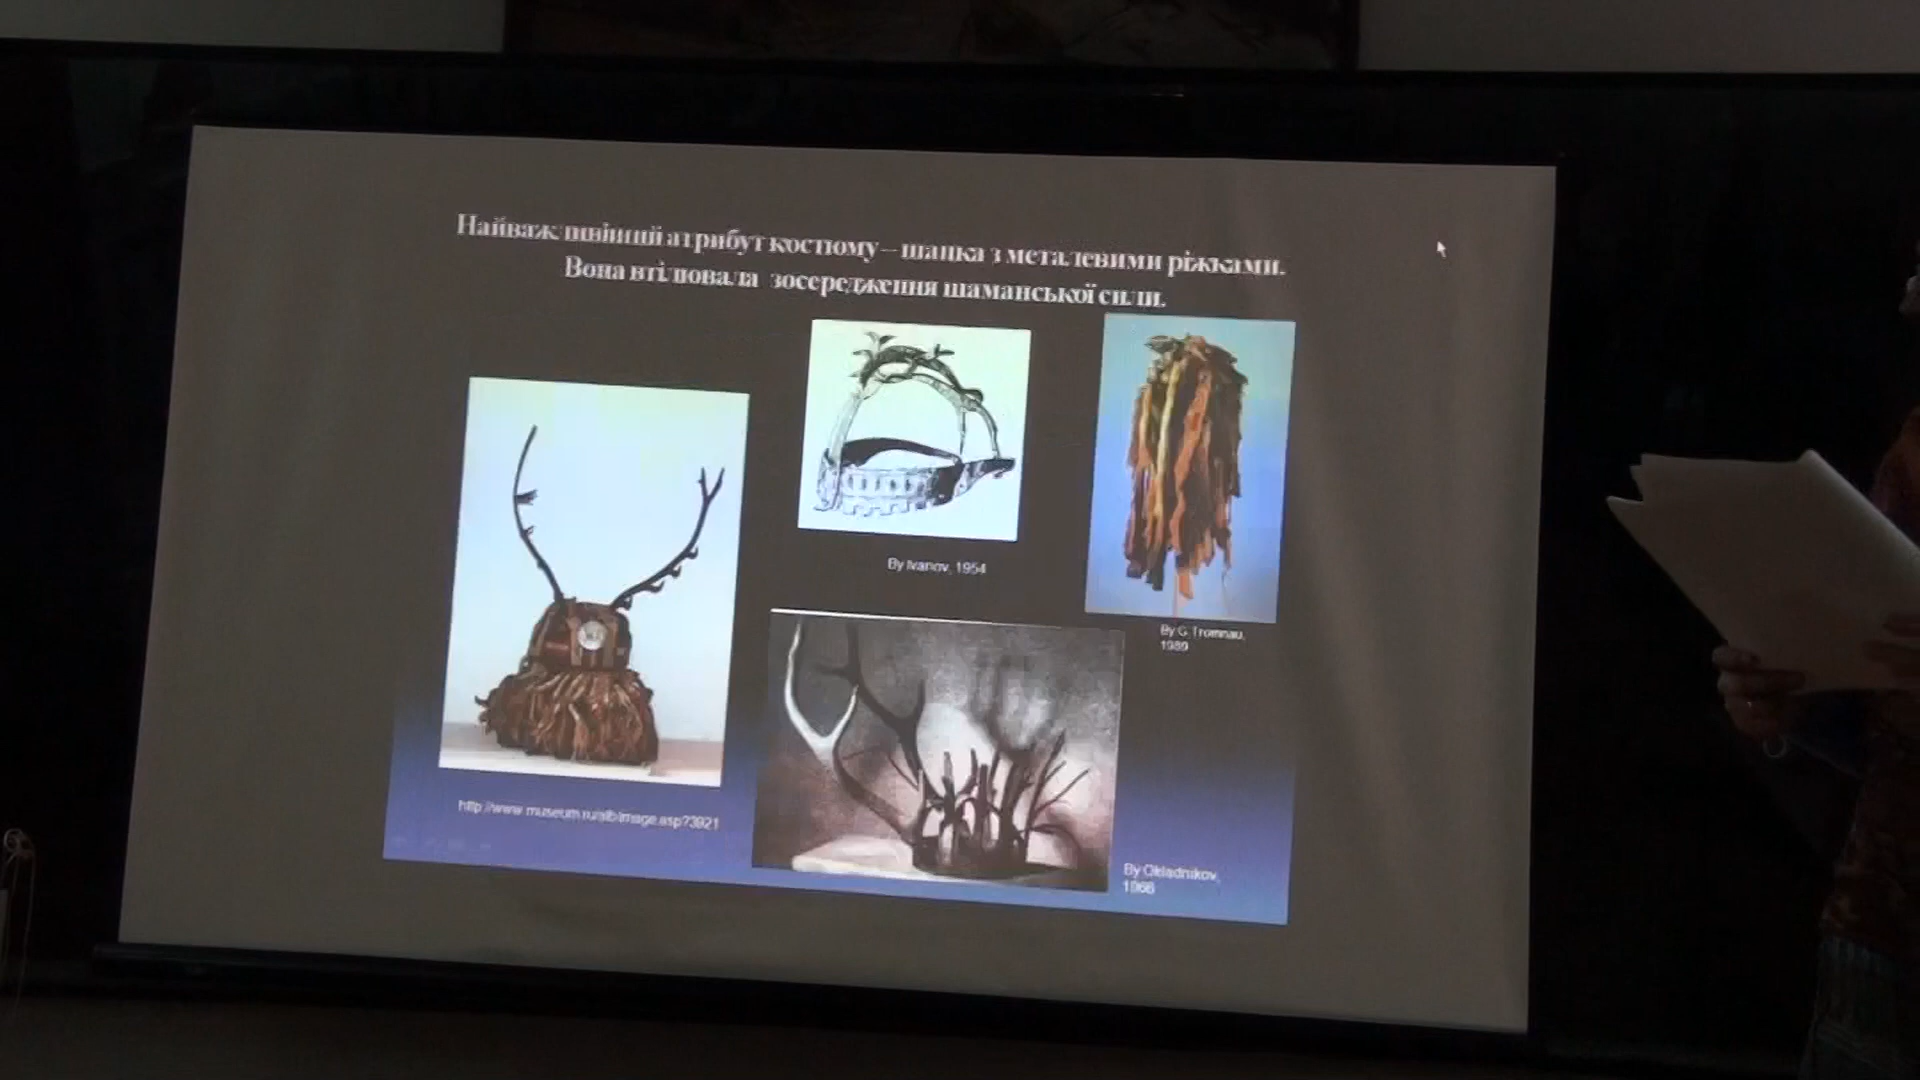 Найважливіший атрибут костюму – шапка з металевими ріжками.
Вона втілювала зосередження шаманської сили.
By Ivanov, 1954
By G. Tromnau,
1989
http://www.museum.ru/alb/image.asp?3921
By Okladnikov,
1966